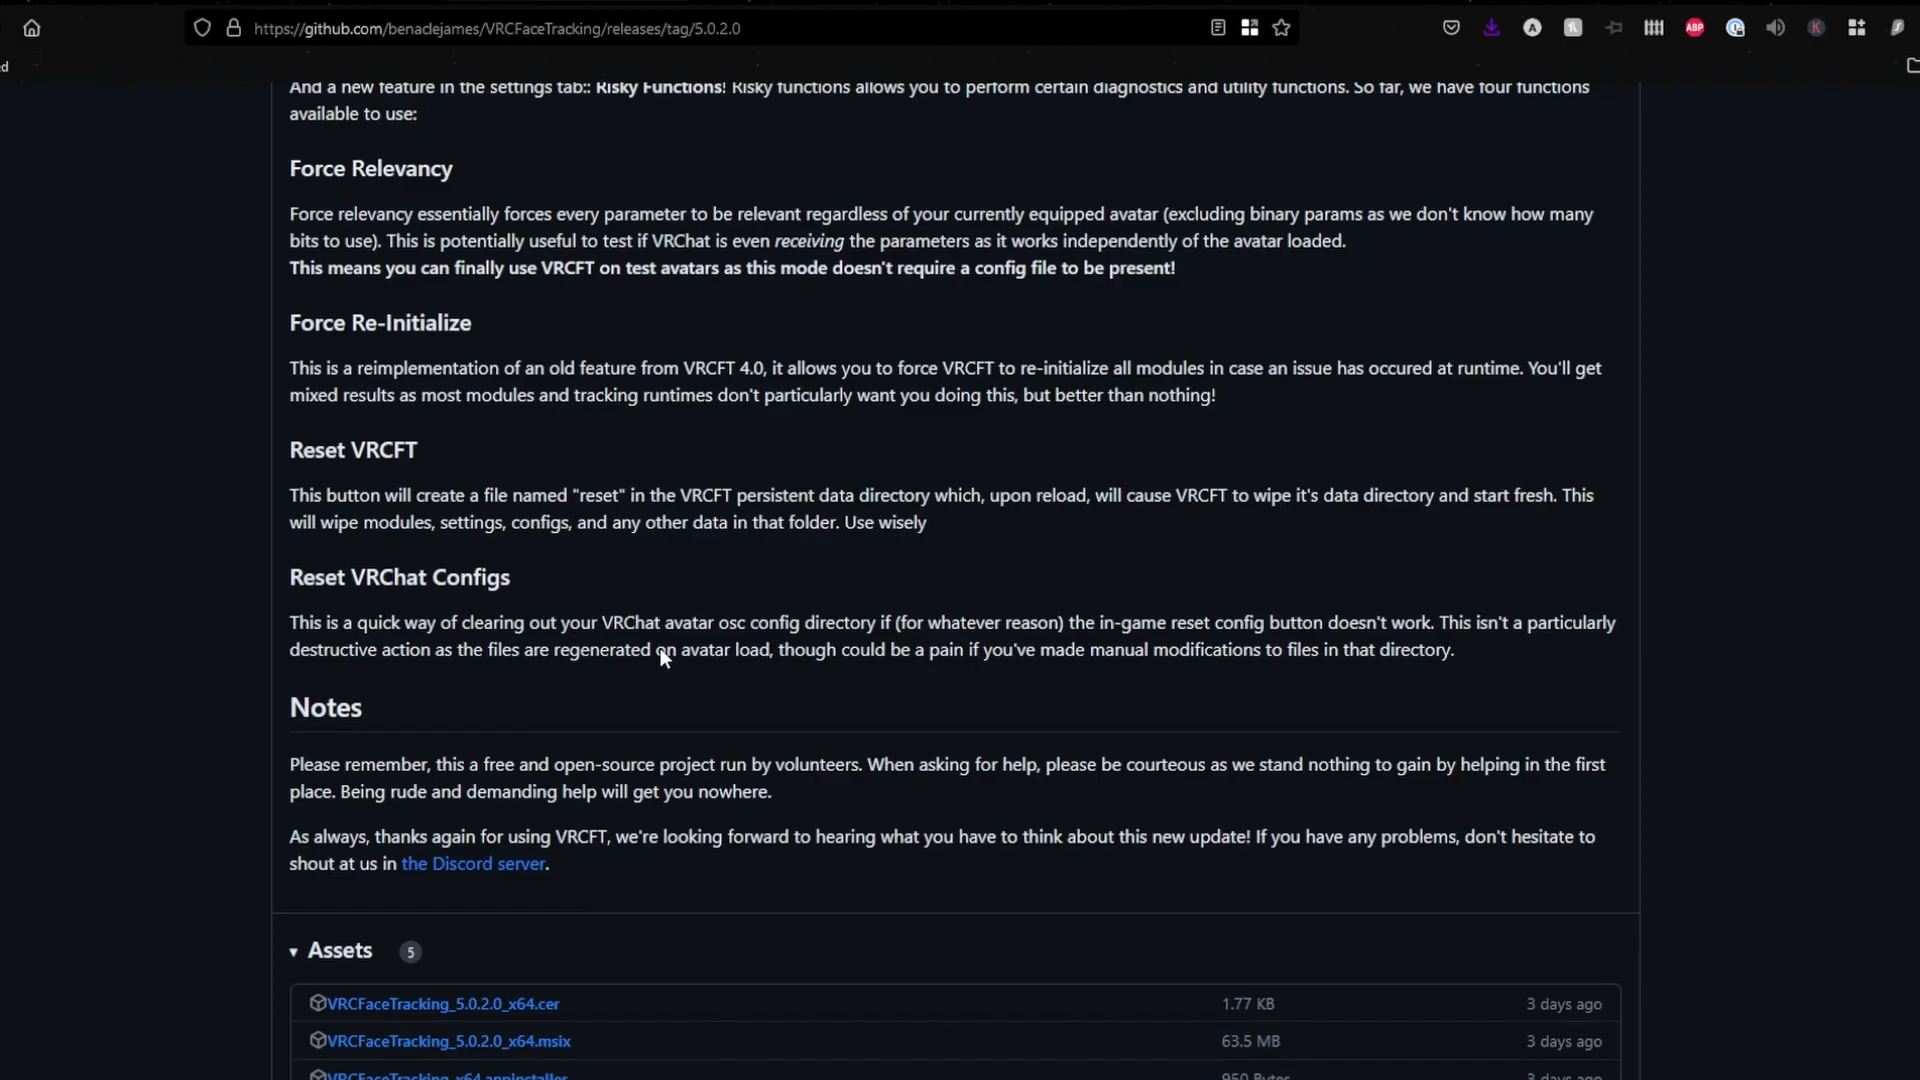 https://github.com/benaclejames/VRCFaceTracking/releases/tag/5.0.2.0
ABP
A
K
And a new feature in the settings tab:: Risky Functions! Risky functions allows you to perform certain diagnostics and utility functions. So far, we have four functions
available to use:
Force Relevancy
Force relevancy essentially forces every parameter to be relevant regardless of your currently equipped avatar (excluding binary params as we don't know how many
bits to use). This is potentially useful to test if VRChat is even receiving the parameters as it works independently of the avatar loaded.
This means you can finally use VRCFT on test avatars as this mode doesn't require a config file to be present!
Force Re-Initialize
This is a reimplementation of an old feature from VRCFT 4.0, it allows you to force VRCFT to re-initialize all modules in case an issue has occured at runtime. You'll get
mixed results as most modules and tracking runtimes don't particularly want you doing this, but better than nothing!
Reset VRCFT
This button will create a file named "reset" in the VRCFT persistent data directory which, upon reload, will cause VRCFT to wipe it's data directory and start fresh. This
will wipe modules, settings, configs, and any other data in that folder. Use wisely
Reset VRChat Configs
This is a quick way of clearing out your VRChat avatar osc config directory if (for whatever reason) the in-game reset config button doesn't work. This isn't a particularly
destructive action as the files are regenerated on avatar load, though could be a pain if you've made manual modifications to files in that directory.
Notes
Please remember, this a free and open-source project run by volunteers. When asking for help, please be courteous as we stand nothing to gain by helping in the first
place. Being rude and demanding help will get you nowhere.
As always, thanks again for using VRCFT, we're looking forward to hearing what you have to think about this new update! If you have any problems, don't hesitate to
shout at us in the Discord server.
Assets 5
VRCFaceTracking_5.0.2.0_x64.cer 1.77 KB 3 days ago
VRCFaceTracking_5.0.2.0_x64.msix 63.5 MB 3 days ago
VRCFaceTracking_x64.appinstaller 950 Bytes 3 days ago